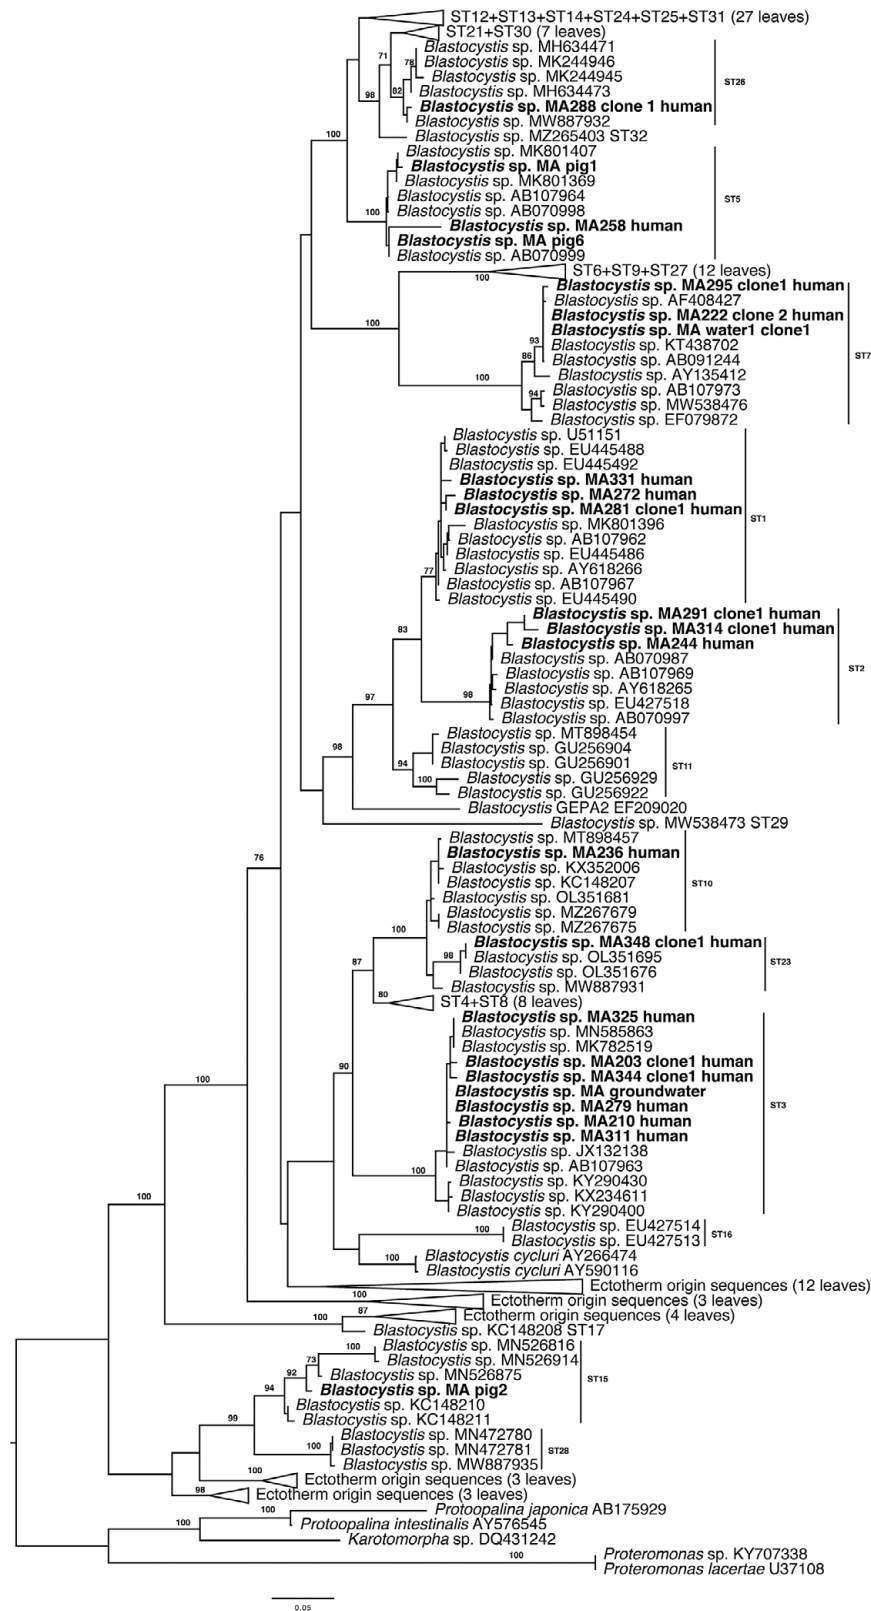 ST12+ST13+ST14+ST24+ST25+ST31 (27 leaves)
ST21+ST30 (7 leaves)
Blastocystis sp. MH634471
71
78
Blastocystis sp. MK244946
Blastocystis sp. MK244945
ST26
98
82
Blastocystis sp. MH634473
Blastocystis sp. MA288 clone 1 human
Blastocystis sp. MW887932
100
Blastocystis sp. MZ265403 ST32
Blastocystis sp. MK801407
Blastocystis sp. MA pig1
Blastocystis sp. MK801369
Blastocystis sp. AB107964
ST5
100
Blastocystis sp. AB070998
Blastocystis sp. MA258 human
Blastocystis sp. MA pig6
Blastocystis sp. AB070999
100
ST6+ST9+ST27 (12 leaves)
Blastocystis sp. MA295 clone1 human
Blastocystis sp. AF408427
Blastocystis sp. MA222 clone 2 human
100
Blastocystis sp. MA water1 clone1
93
Blastocystis sp. KT438702
ST7
86
Blastocystis sp. AB091244
100
Blastocystis sp. AY135412
94
Blastocystis sp. AB107973
Blastocystis sp. MW538476
Blastocystis sp. EF079872
Blastocystis sp. U51151
Blastocystis sp. EU445488
Blastocystis sp. EU445492
Blastocystis sp. MA331 human
Blastocystis sp. MA272 human
Blastocystis sp. MA281 clone1 human
ST1
Blastocystis sp. MK801396
Blastocystis sp. AB107962
Blastocystis sp. EU445486
77
Blastocystis sp. AY618266
Blastocystis sp. AB107967
Blastocystis sp. EU445490
Blastocystis sp. MA291 clone1 human
83
Blastocystis sp. MA314 clone1 human
Blastocystis sp. MA244 human
Blastocystis sp. AB070987
ST2
Blastocystis sp. AB107969
Blastocystis sp. AY618265
97
98
Blastocystis sp. EU427518
Blastocystis sp. AB070997
Blastocystis sp. MT898454
98
Blastocystis sp. GU256904
94
Blastocystis sp. GU256901
ST11
100
Blastocystis sp. GU256929
Blastocystis sp. GU256922
Blastocystis GEPA2 EF209020
Blastocystis sp. MW538473 ST29
Blastocystis sp. MT898457
Blastocystis sp. MA236 human
76
Blastocystis sp. KX352006
Blastocystis sp. KC148207
ST10
Blastocystis sp. OL351681
Blastocystis sp. MZ267679
Blastocystis sp. MZ267675
100
Blastocystis sp. MA348 clone1 human
98
Blastocystis sp. OL351695
ST23
87
Blastocystis sp. OL351676
Blastocystis sp. MW887931
80
ST4+ST8 (8 leaves)
Blastocystis sp. MA325 human
Blastocystis sp. MN585863
Blastocystis sp. MK782519
Blastocystis sp. MA203 clone1 human
90
Blastocystis sp. MA344 clone1 human
100
Blastocystis sp. MA groundwater
Blastocystis sp. MA279 human
ST3
Blastocystis sp. MA210 human
Blastocystis sp. MA311 human
Blastocystis sp. JX132138
Blastocystis sp. AB107963
100
Blastocystis sp. KY290430
Blastocystis sp. KX234611
100
Blastocystis sp. KY290400
Blastocystis sp. EU427514
100
ST16
Blastocystis sp. EU427513
Blastocystis cycluri AY266474
100
Blastocystis cycluri AY590116
Ectotherm origin sequences (12 leaves)
100
Ectotherm origin sequences (3 leaves)
87
Ectotherm origin sequences (4 leaves)
100
Blastocystis sp. KC148208 ST17
Blastocystis sp. MN526816
100
Blastocystis sp. MN526914
73
Blastocystis sp. MN526875
92
ST15
Blastocystis sp. MA pig2
94
Blastocystis sp. KC148210
99
Blastocystis sp. KC148211
Blastocystis sp. MN472780
100
Blastocystis sp. MN472781
ST28
Blastocystis sp. MW887935
100
Ectotherm origin sequences (3 leaves)
98
Ectotherm origin sequences (3 leaves)
100
Protoopalina japonica AB175929
100
Protoopalina intestinalis AY576545
Karotomorpha sp. DQ431242
100
Proteromonas sp. KY707338
Proteromonas lacertae U37108
0.05